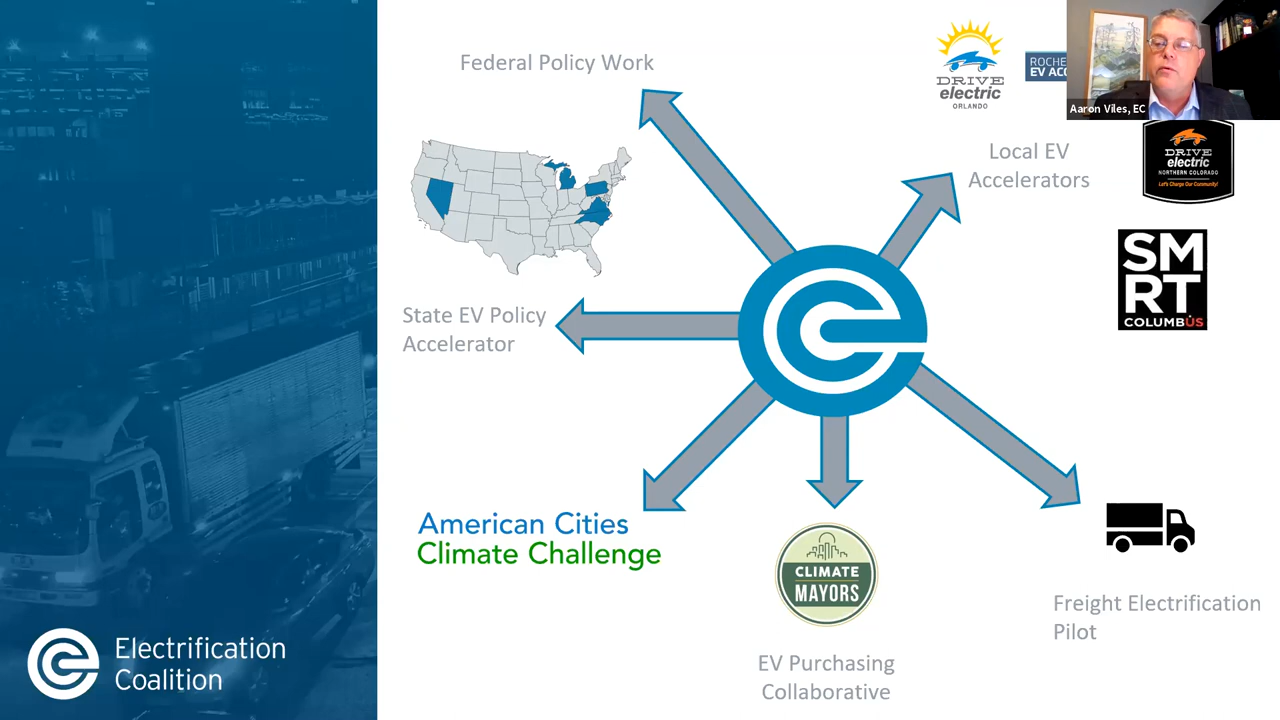 Federal Policy Work
DRIVE
electric
ORLANDO
ROCHE
EV ACC
Aaron Viles, EC
Local EV
Accelerators
DRIVE
electric
NORTHERN COLORADO
Let's Charge Our Community!
SM
RT
COLUMBUS
State EV Policy
Accelerator
American Cities
Climate Challenge
CLIMATE
MAYORS
EV Purchasing
Collaborative
Freight Electrification
Pilot
Electrification
Coalition